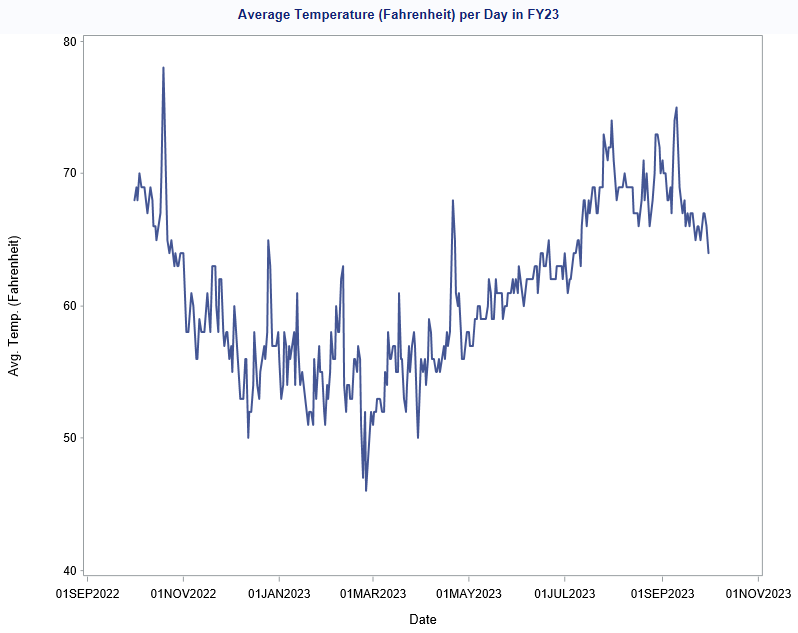 Average Temperature (Fahrenheit) per Day in FY23
80
70
60
50
40
Avg. Temp. (Fahrenheit)
01SEP2022 01NOV2022 01JAN2023 01MAR2023 01MAY2023 01JUL2023 01SEP2023 01NOV2023
Date